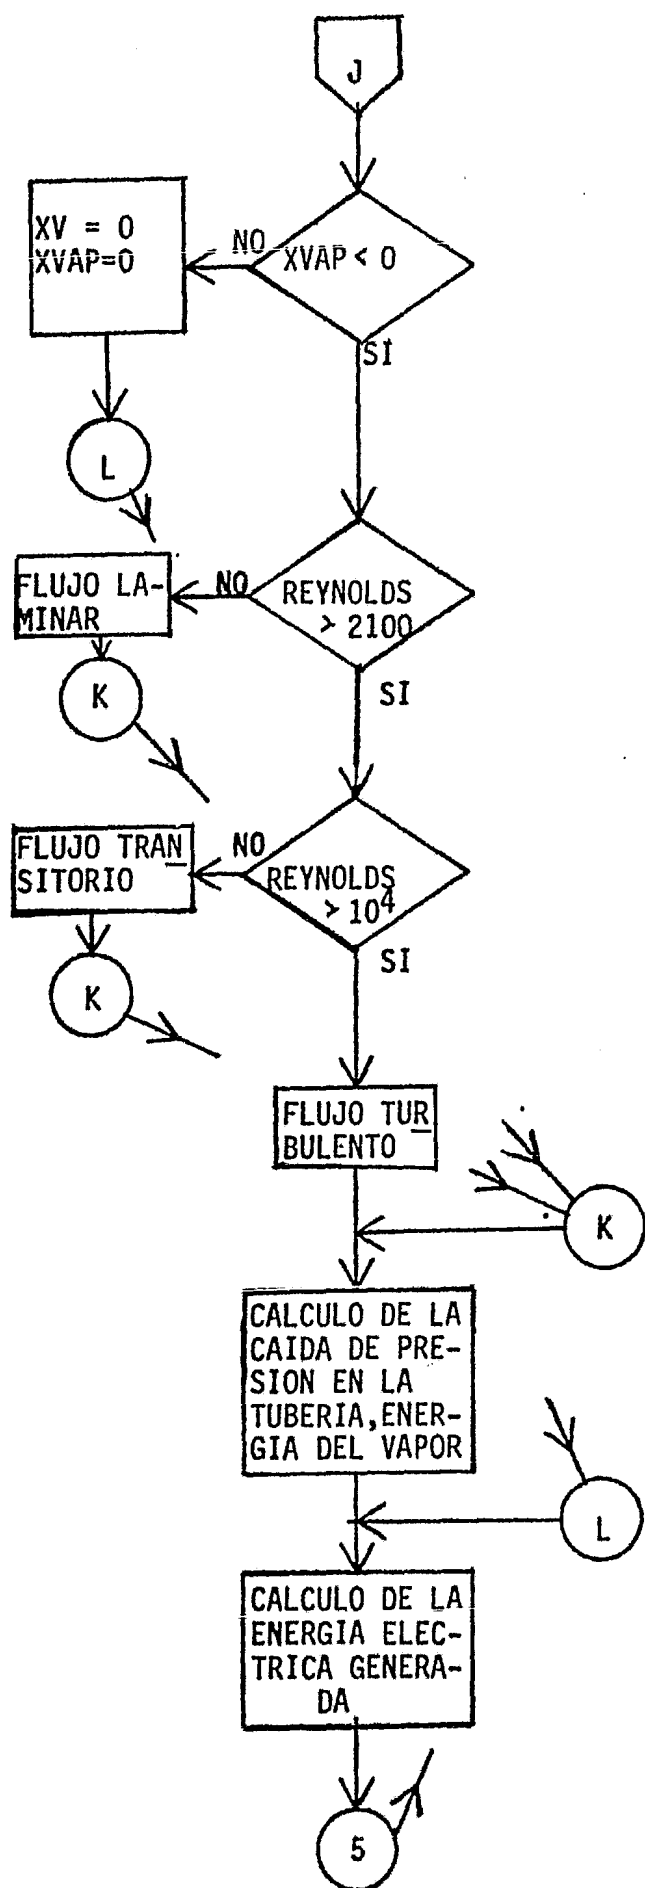 J
XV = 0
XVAP=0
NO
XVAP < 0
SI
L
FLUJO LA-
MINAR
NO
REYNOLDS
> 2100
K
SI
FLUJO TRAN
SITORIO
NO
REYNOLDS
> 10⁴
K
SI
FLUJO TUR
BULENTO
K
CALCULO DE LA
CAIDA DE PRE-
SION EN LA
TUBERIA,ENER-
GIA DEL VAPOR
L
CALCULO DE LA
ENERGIA ELEC-
TRICA GENERA-
DA
5